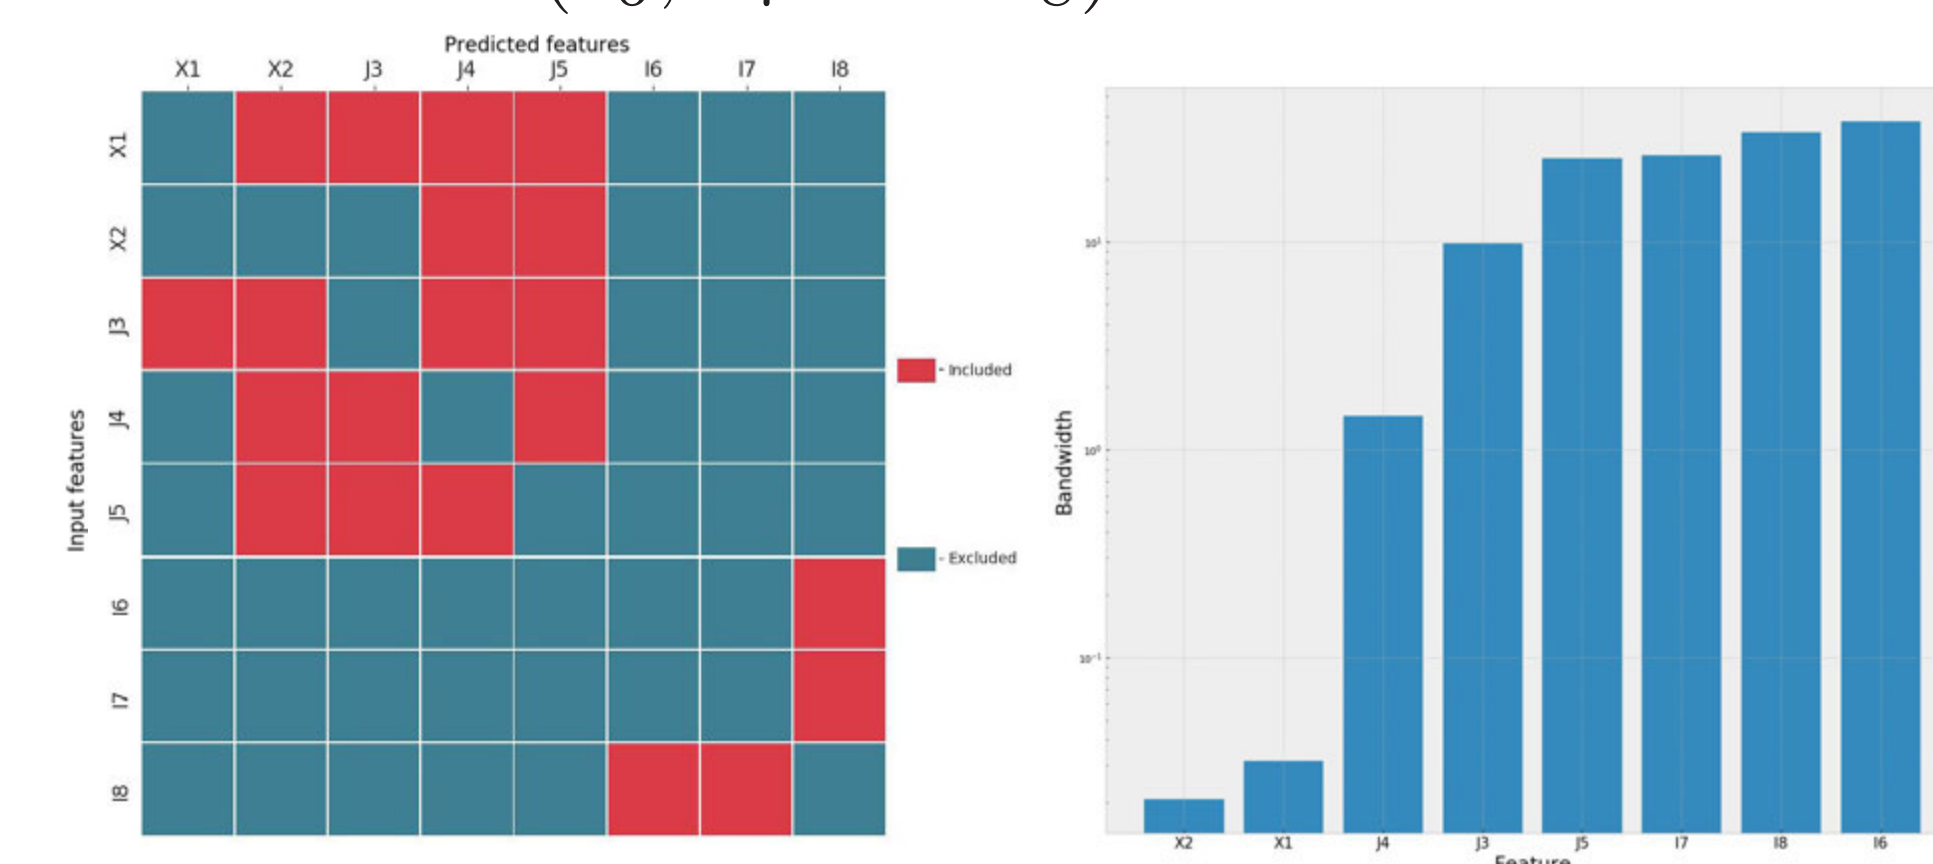 Predicted features
X1 X2 J3 J4 J5 I6 I7 I8
X1
X2
J3
J4
J5
I6
I7
I8
Input features
- Included
- Excluded
Bandwidth
10¹
10⁰
10⁻¹
X2 X1 J4 J3 J5 I7 I8 I6
Feature